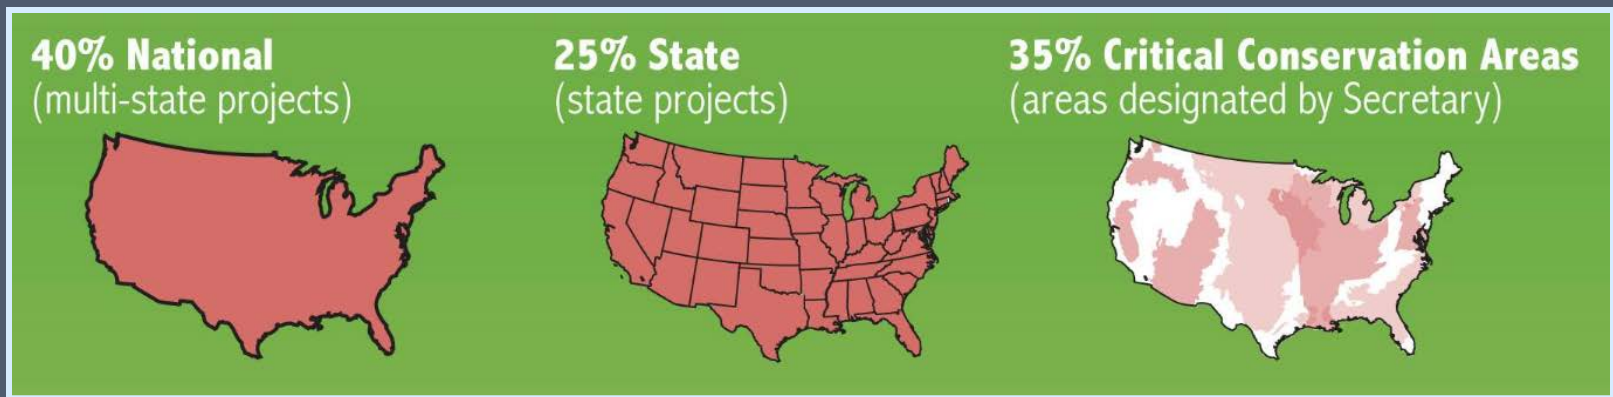 40% National
(multi-state projects)
25% State
(state projects)
35% Critical Conservation Areas
(areas designated by Secretary)